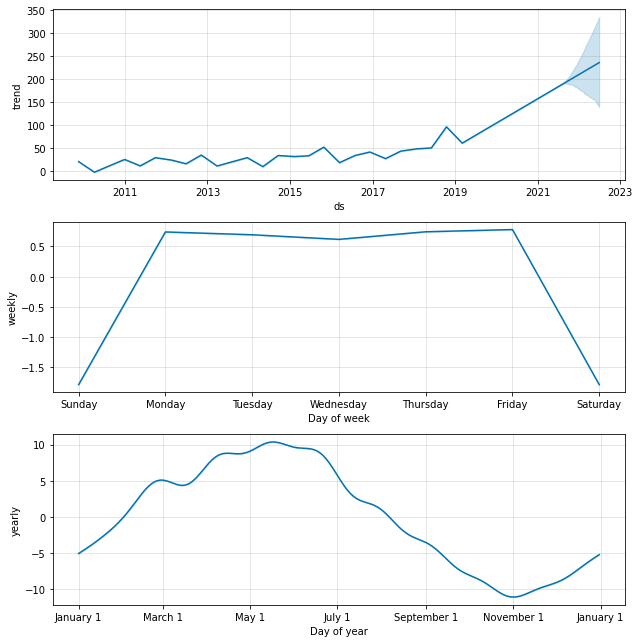 350
300
250
200
150
100
50
0
trend
2011 2013 2015 2017 2019 2021 2023
ds
0.5
0.0
−0.5
−1.0
−1.5
weekly
Sunday Monday Tuesday Wednesday Thursday Friday Saturday
Day of week
10
5
0
−5
−10
yearly
January 1 March 1 May 1 July 1 September 1 November 1 January 1
Day of year